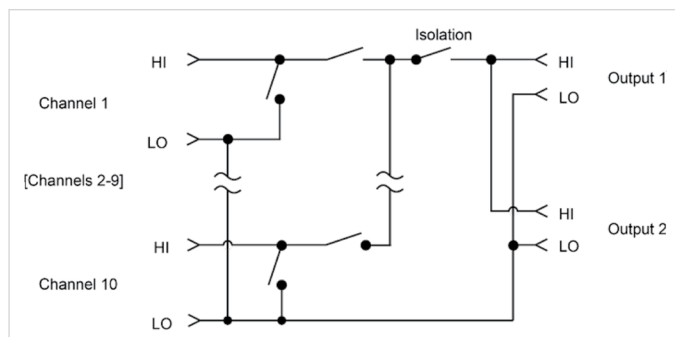 Isolation
HI
HI
Output 1
LO
Channel 1
LO
[Channels 2-9]
HI
Output 2
HI
LO
Channel 10
LO